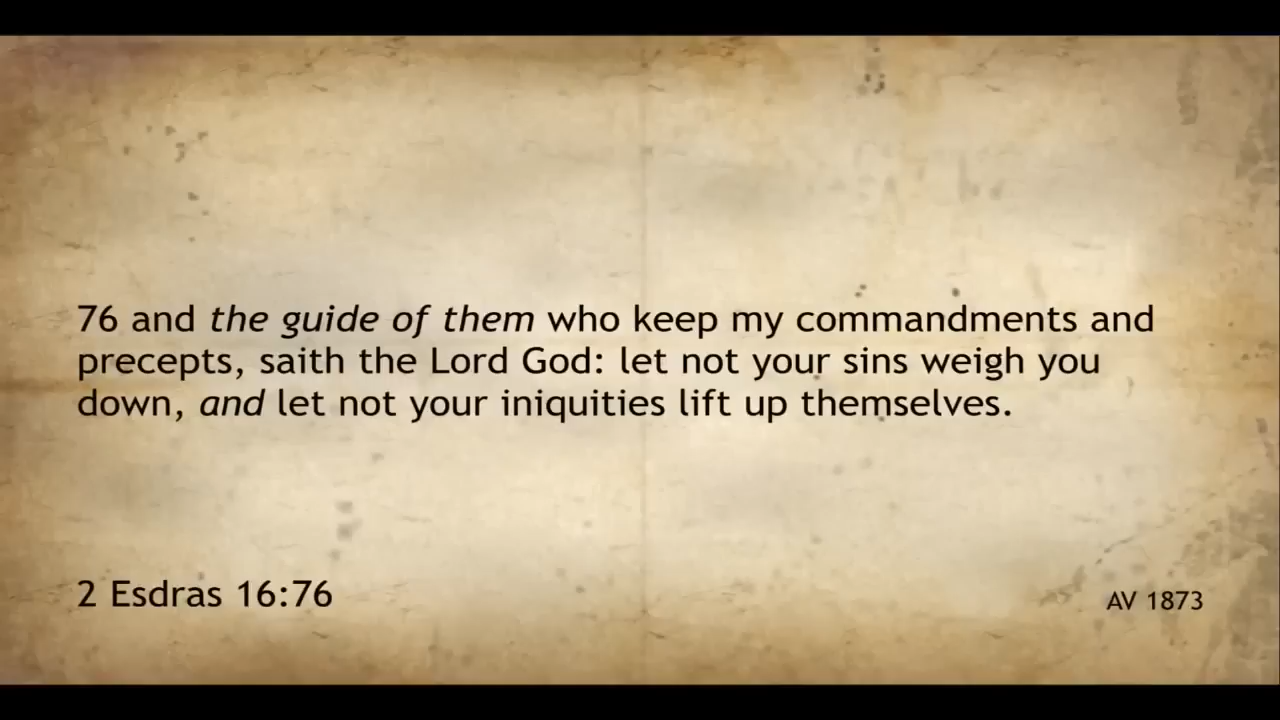 76 and the guide of them who keep my commandments and
precepts, saith the Lord God: let not your sins weigh you
down, and let not your iniquities lift up themselves.
2 Esdras 16:76
AV 1873